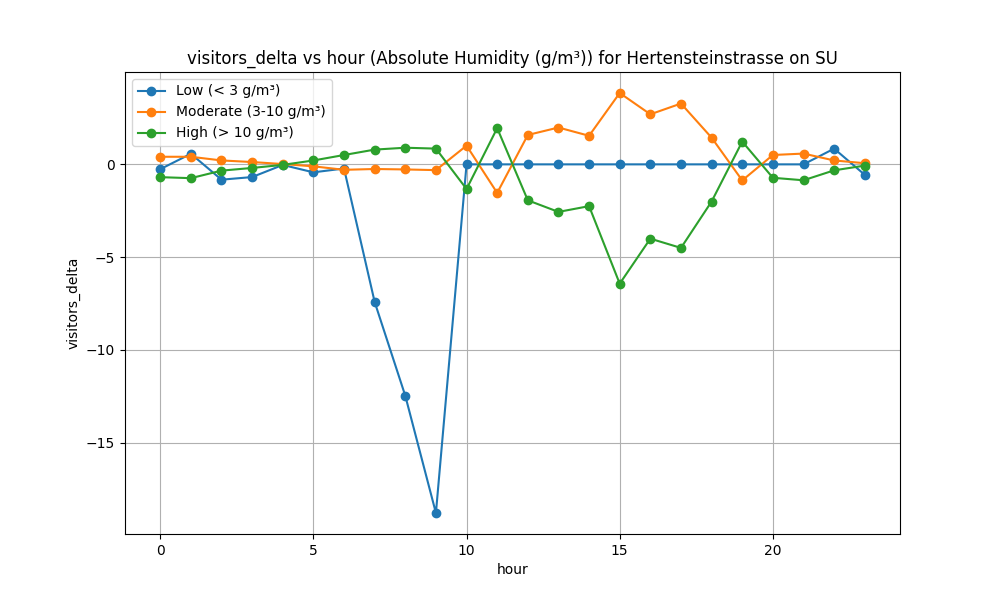 visitors_delta vs hour (Absolute Humidity (g/m³)) for Hertensteinstrasse on SU
Low (< 3 g/m³)
Moderate (3-10 g/m³)
High (> 10 g/m³)
0
−5
−10
−15
visitors_delta
0 5 10 15 20
hour